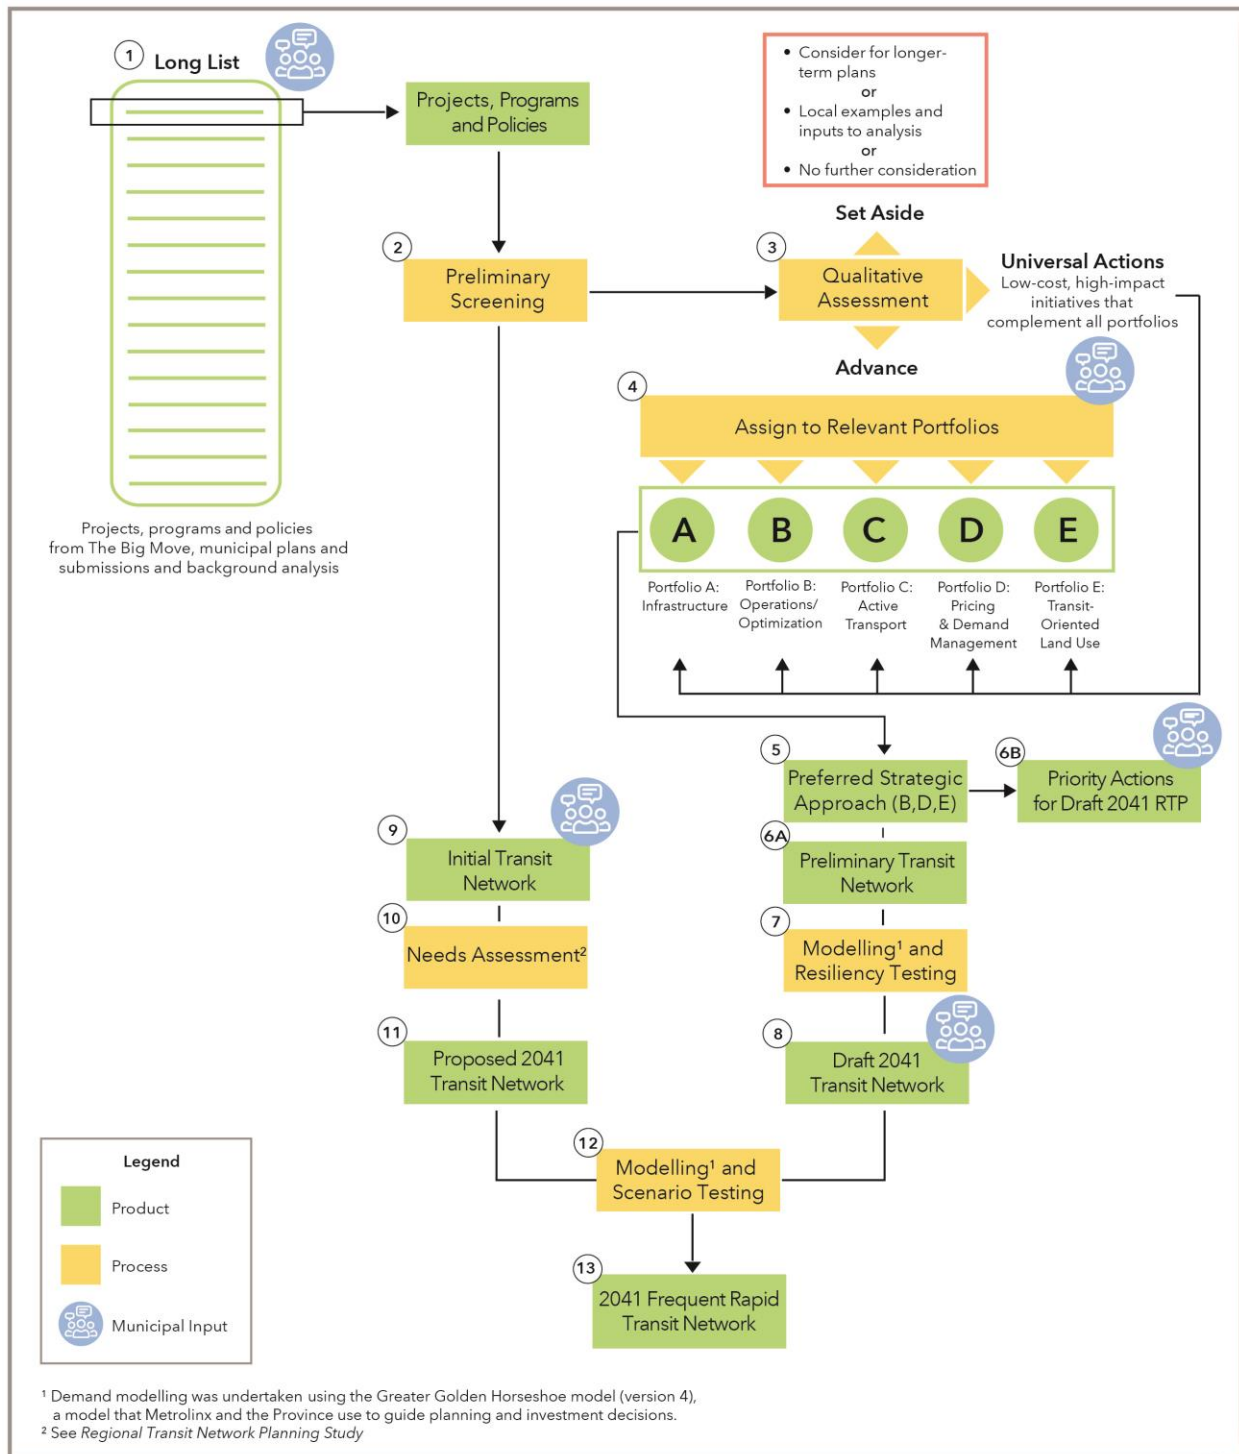 1
Long List
Projects, programs and policies
from The Big Move, municipal plans and
submissions and background analysis
Projects, Programs
and Policies
• Consider for longer-
term plans
or
• Local examples and
inputs to analysis
or
• No further consideration
Set Aside
2
Preliminary
Screening
3
Qualitative
Assessment
Universal Actions
Low-cost, high-impact
initiatives that
complement all portfolios
Advance
4
Assign to Relevant Portfolios
A
B
C
D
E
Portfolio A:
Infrastructure
Portfolio B:
Operations/
Optimization
Portfolio C:
Active
Transport
Portfolio D:
Pricing
& Demand
Management
Portfolio E:
Transit-
Oriented
Land Use
5
Preferred Strategic
Approach (B,D,E)
6B
Priority Actions
for Draft 2041 RTP
6A
Preliminary Transit
Network
7
Modelling¹ and
Resiliency Testing
8
Draft 2041
Transit Network
9
Initial Transit
Network
10
Needs Assessment²
11
Proposed 2041
Transit Network
12
Modelling¹ and
Scenario Testing
13
2041 Frequent Rapid
Transit Network
Legend
Product
Process
Municipal Input
¹ Demand modelling was undertaken using the Greater Golden Horseshoe model (version 4),
a model that Metrolinx and the Province use to guide planning and investment decisions.
² See Regional Transit Network Planning Study